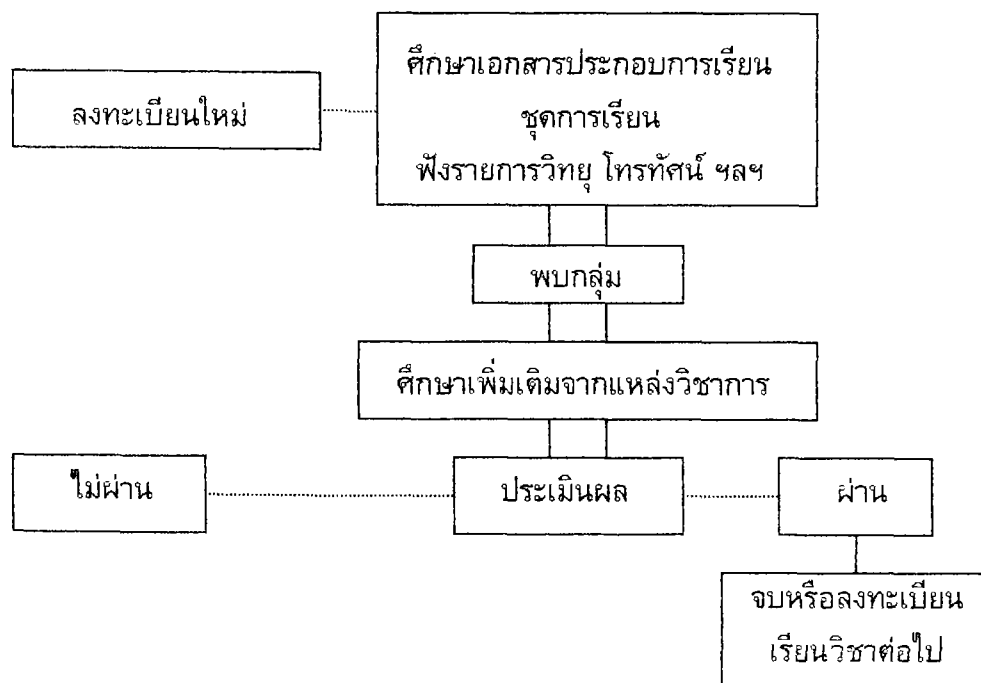 ศึกษาเอกสารประกอบการเรียน
ชุดการเรียน
ฟังรายการวิทยุ โทรทัศน์ ฯลฯ
ลงทะเบียนใหม่
พบกลุ่ม
ศึกษาเพิ่มเติมจากแหล่งวิชาการ
ไม่ผ่าน
ประเมินผล
ผ่าน
จบหรือลงทะเบียน
เรียนวิชาต่อไป